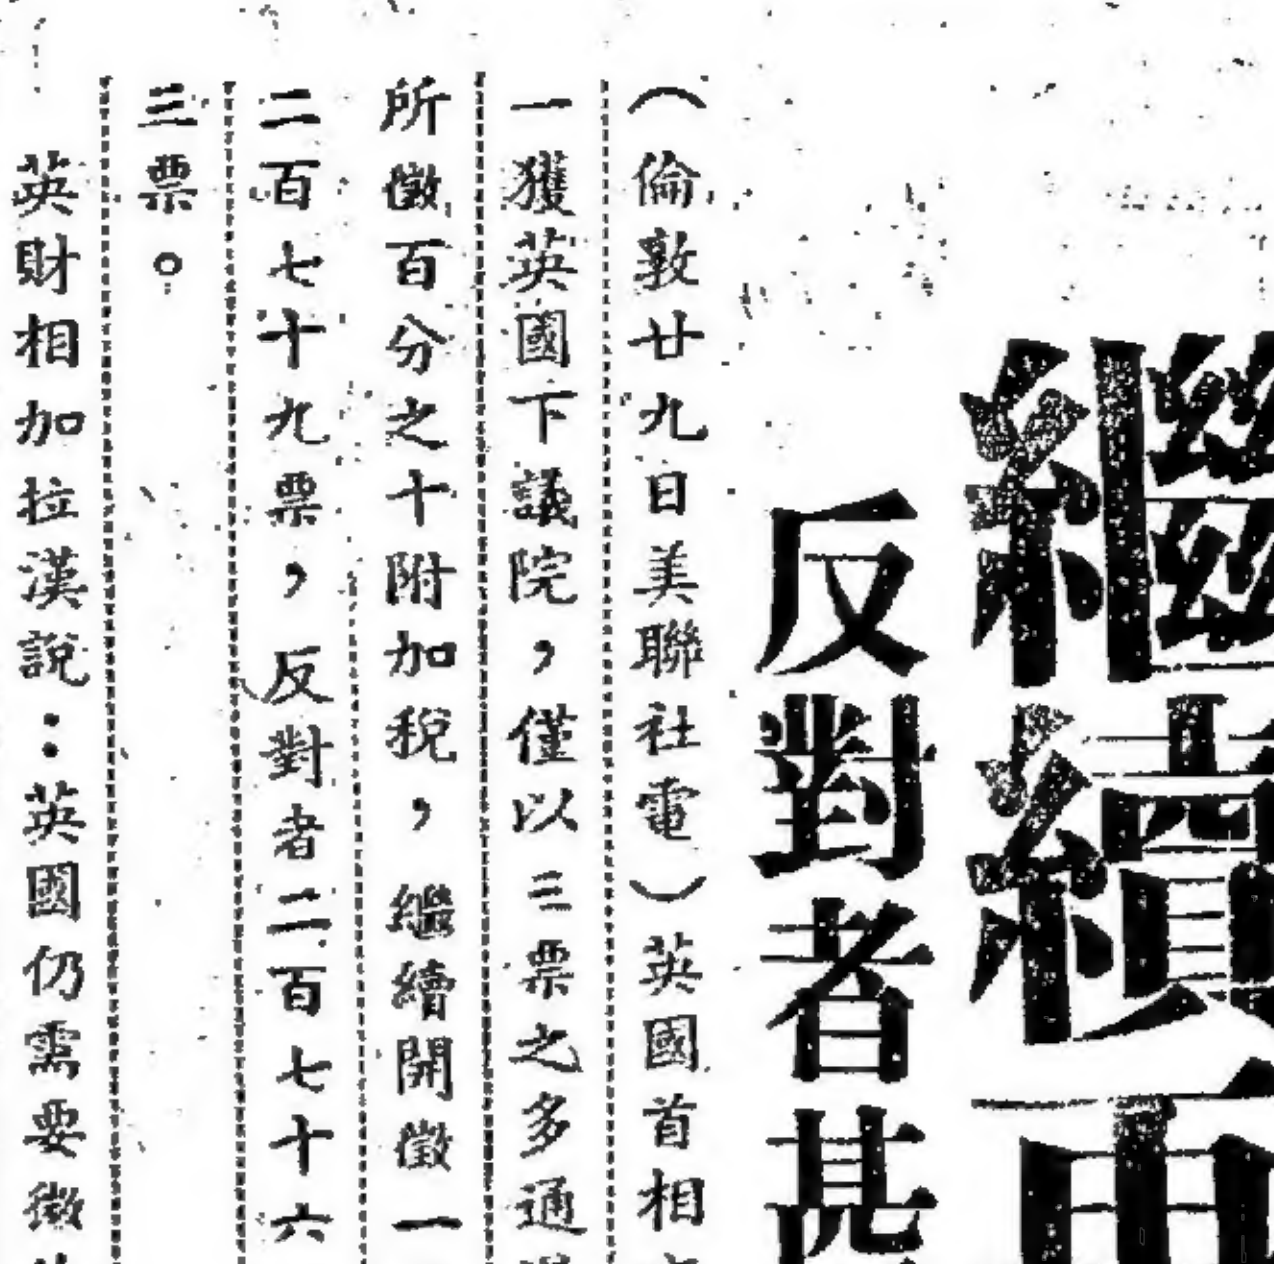 繼續
反對者甚
(倫敦廿九日美聯社電)英國首相
一獲英國下議院，僅以三票之多通
所徵百分之十附加稅，繼續開徵一
二百七十九票，反對者二百七十六
三票。
英財相加拉漢說：英國仍需要徵